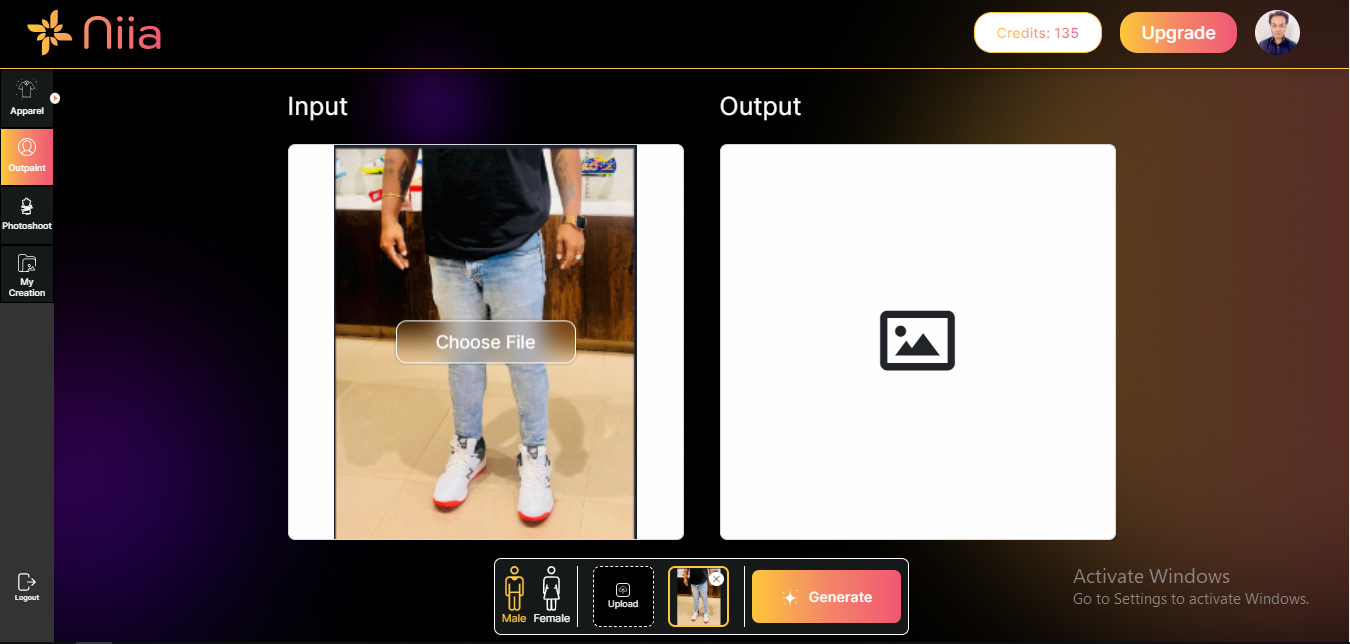 Niia
Credits: 135
Upgrade
Apparel
Outpaint
Photoshoot
My
Creation
Logout
Input
Output
Choose File
Male
Female
Upload
Generate
Activate Windows
Go to Settings to activate Windows.